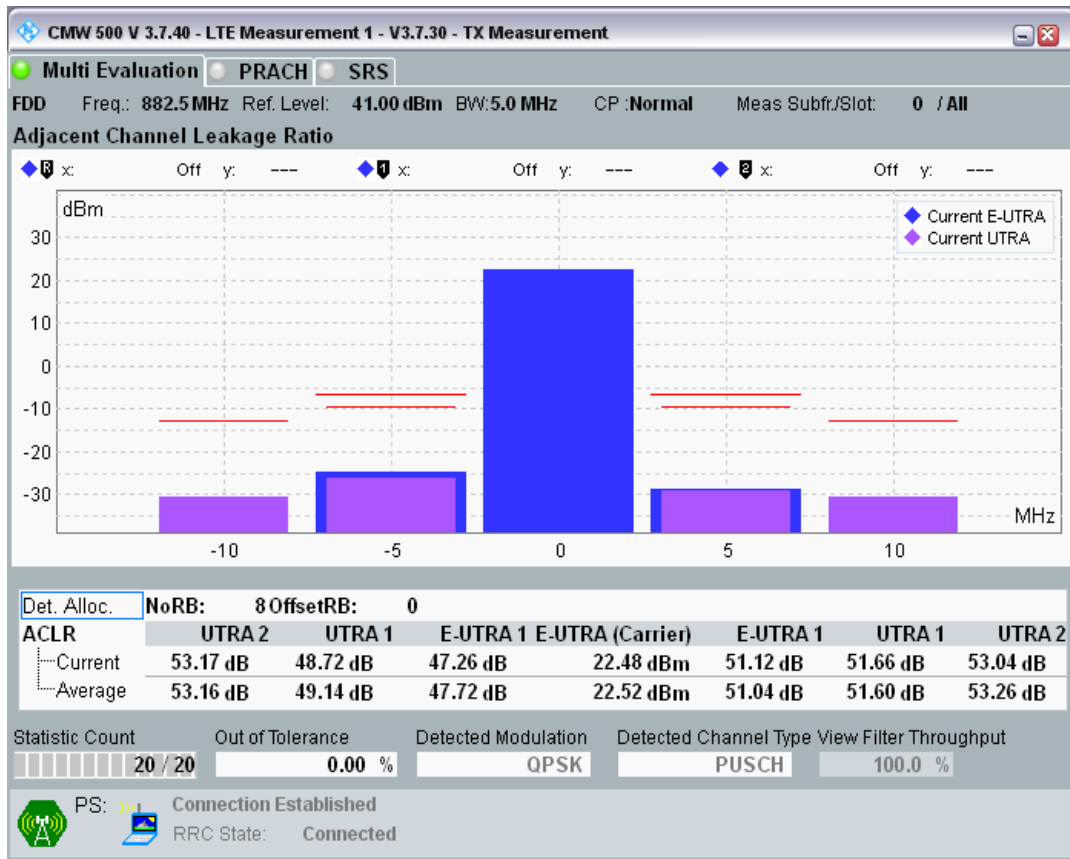 CMW 500 V 3.7.40 - LTE Measurement 1 - V3.7.30 - TX Measurement
Multi Evaluation PRACH SRS
FDD Freq.: 882.5 MHz Ref. Level: 41.00 dBm BW: 5.0 MHz CP :Normal Meas Subfr./Slot: 0 / All
Adjacent Channel Leakage Ratio
R x: Off y: --- 1 x: Off y: --- 2 x: Off y: ---
dBm
Current E-UTRA
Current UTRA
30
20
10
0
-10
-20
-30
MHz
-10 -5 0 5 10
Det. Alloc. NoRB: 8 OffsetRB: 0
ACLR UTRA 2 UTRA 1 E-UTRA 1 E-UTRA (Carrier) E-UTRA 1 UTRA 1 UTRA 2
Current 53.17 dB 48.72 dB 47.26 dB 22.48 dBm 51.12 dB 51.66 dB 53.04 dB
Average 53.16 dB 49.14 dB 47.72 dB 22.52 dBm 51.04 dB 51.60 dB 53.26 dB
Statistic Count Out of Tolerance Detected Modulation Detected Channel Type View Filter Throughput
20 / 20 0.00 % QPSK PUSCH 100.0 %
PS: Connection Established
RRC State: Connected